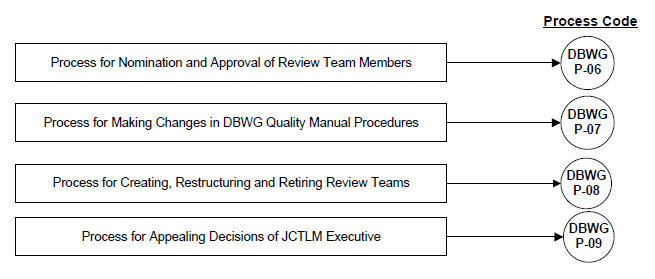 Process Code
Process for Nomination and Approval of Review Team Members
DBWG
P-06
Process for Making Changes in DBWG Quality Manual Procedures
DBWG
P-07
Process for Creating, Restructuring and Retiring Review Teams
DBWG
P-08
Process for Appealing Decisions of JCTLM Executive
DBWG
P-09